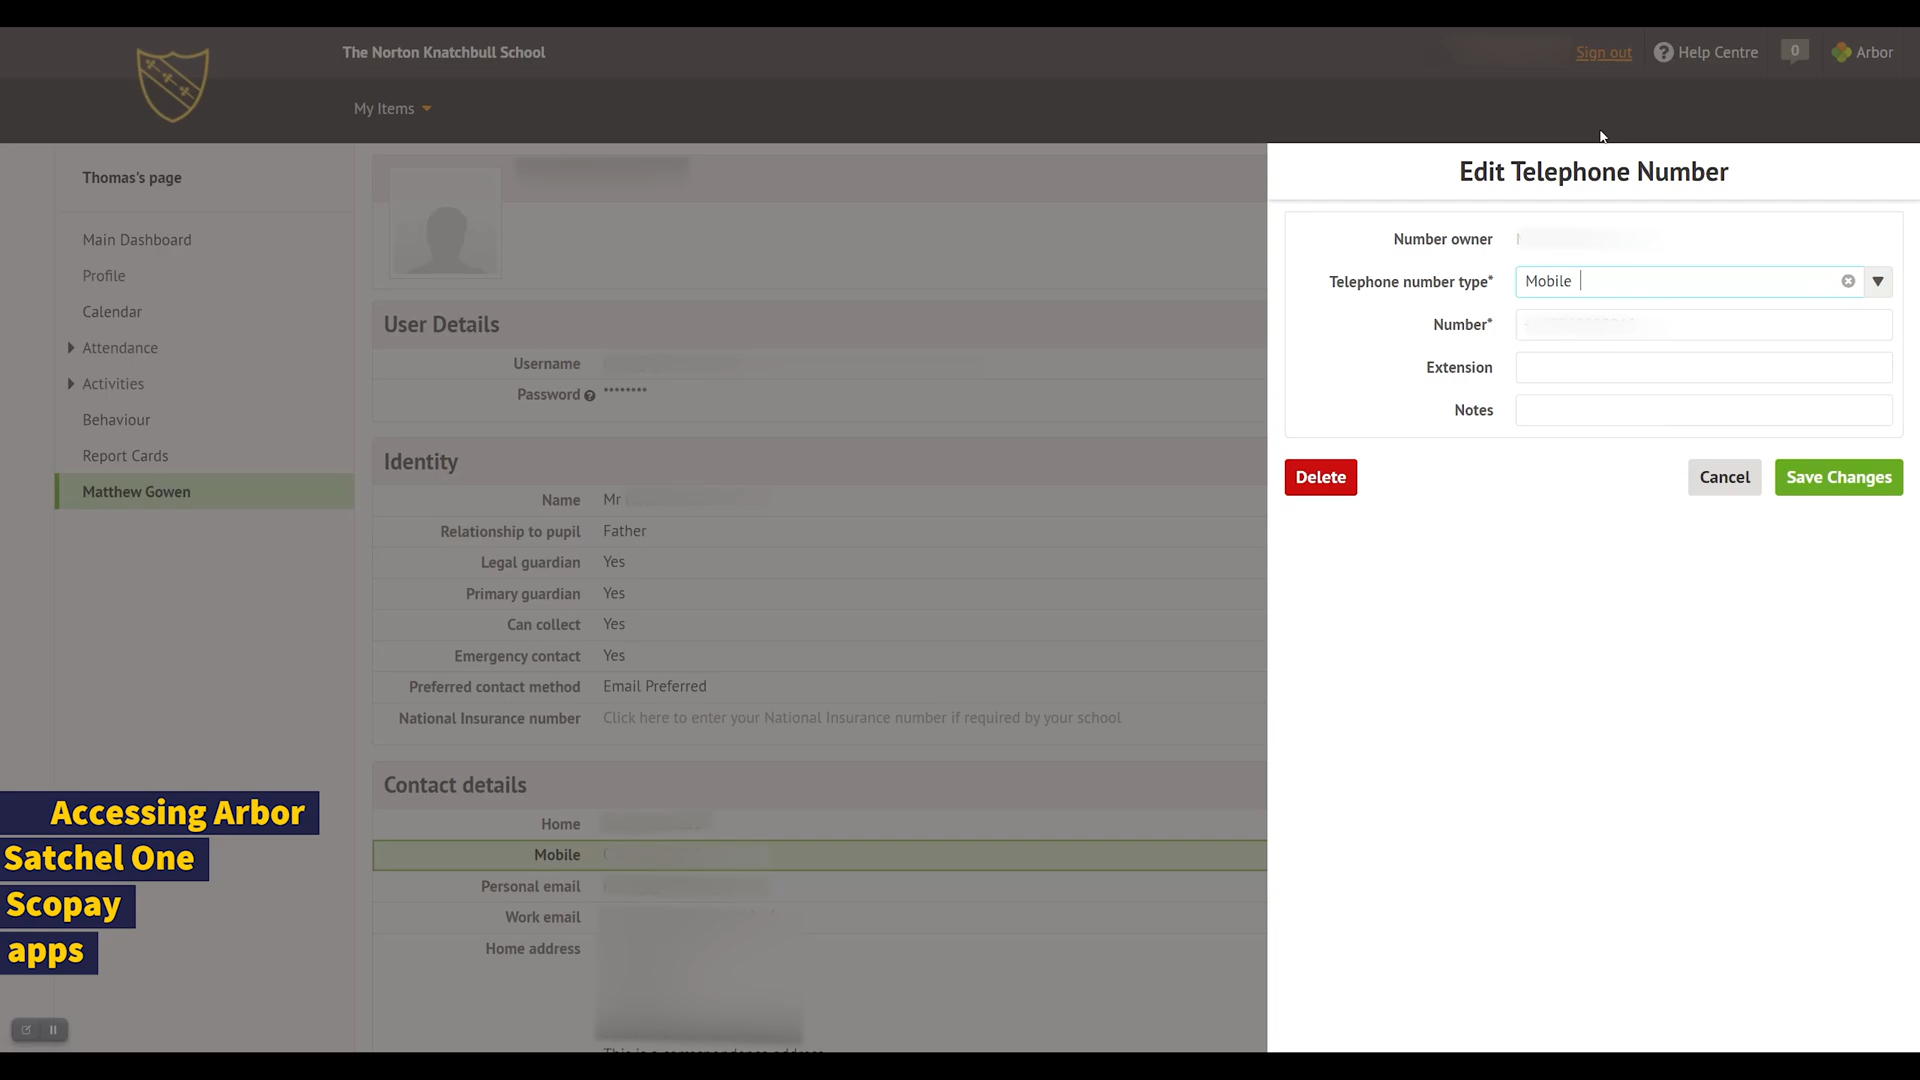 The Norton Knatchbull School
Sign out
Help Centre
0
Arbor
My Items
Thomas's page
Main Dashboard
Profile
Calendar
Attendance
Activities
Behaviour
Report Cards
Matthew Gowen
User Details
Username
Password ********
Identity
Name Mr
Relationship to pupil Father
Legal guardian Yes
Primary guardian Yes
Can collect Yes
Emergency contact Yes
Preferred contact method Email Preferred
National Insurance number Click here to enter your National Insurance number if required by your school
Contact details
Home
Mobile
Personal email
Work email
Home address
This is a correspondence address
Edit Telephone Number
Number owner
Telephone number type* Mobile
Number*
Extension
Notes
Delete
Cancel
Save Changes
Accessing Arbor
Satchel One
Scopay
apps